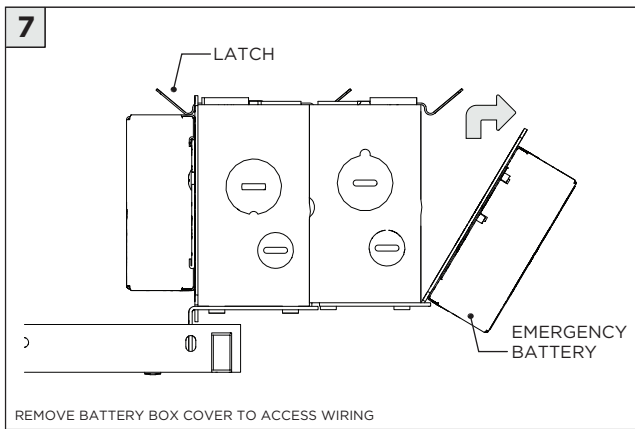 7
LATCH
EMERGENCY
BATTERY
REMOVE BATTERY BOX COVER TO ACCESS WIRING